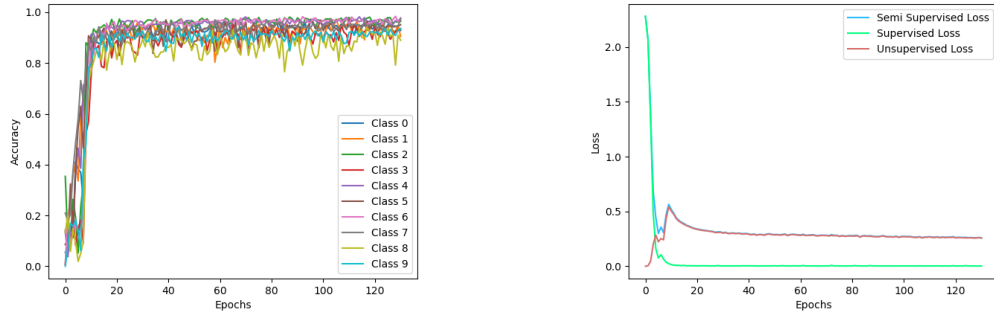 1.0
0.8
0.6
0.4
0.2
0.0
Accuracy
0
20
40
60
80
100
120
Epochs
Class 0
Class 1
Class 2
Class 3
Class 4
Class 5
Class 6
Class 7
Class 8
Class 9
2.0
1.5
1.0
0.5
0.0
Loss
0
20
40
60
80
100
120
Epochs
Semi Supervised Loss
Supervised Loss
Unsupervised Loss